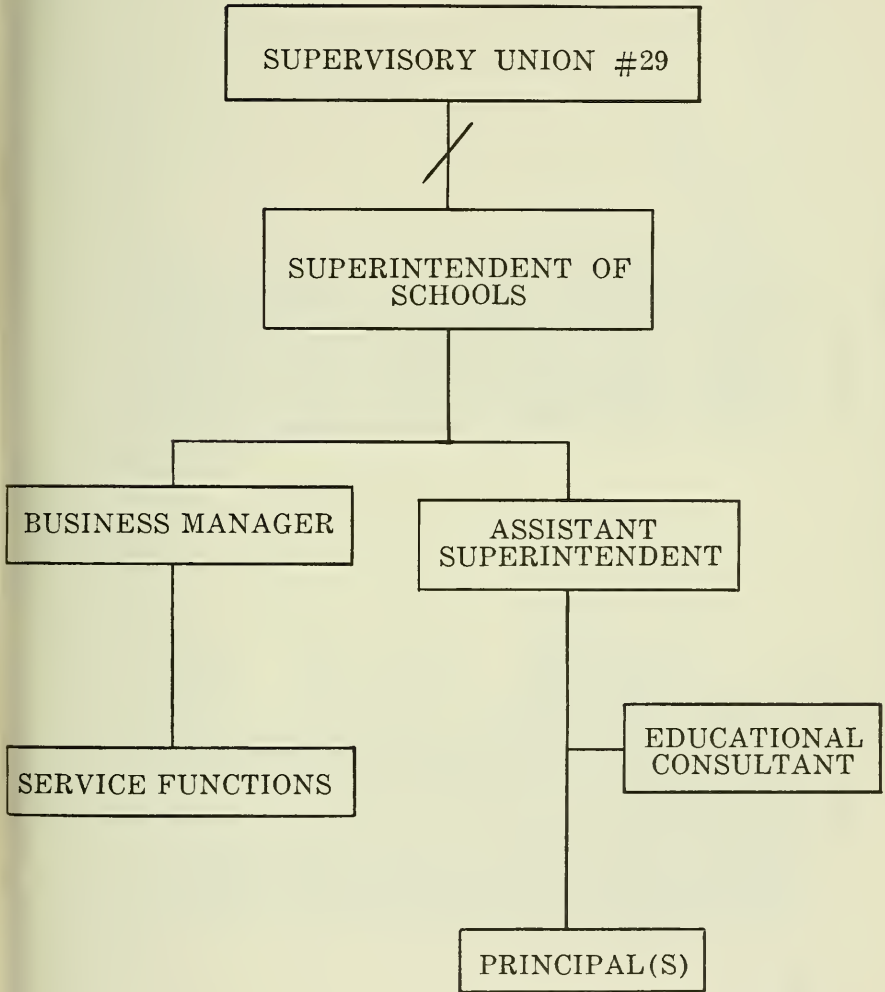 SUPERVISORY UNION #29
SUPERINTENDENT OF
SCHOOLS
BUSINESS MANAGER
ASSISTANT
SUPERINTENDENT
EDUCATIONAL
CONSULTANT
SERVICE FUNCTIONS
PRINCIPAL(S)